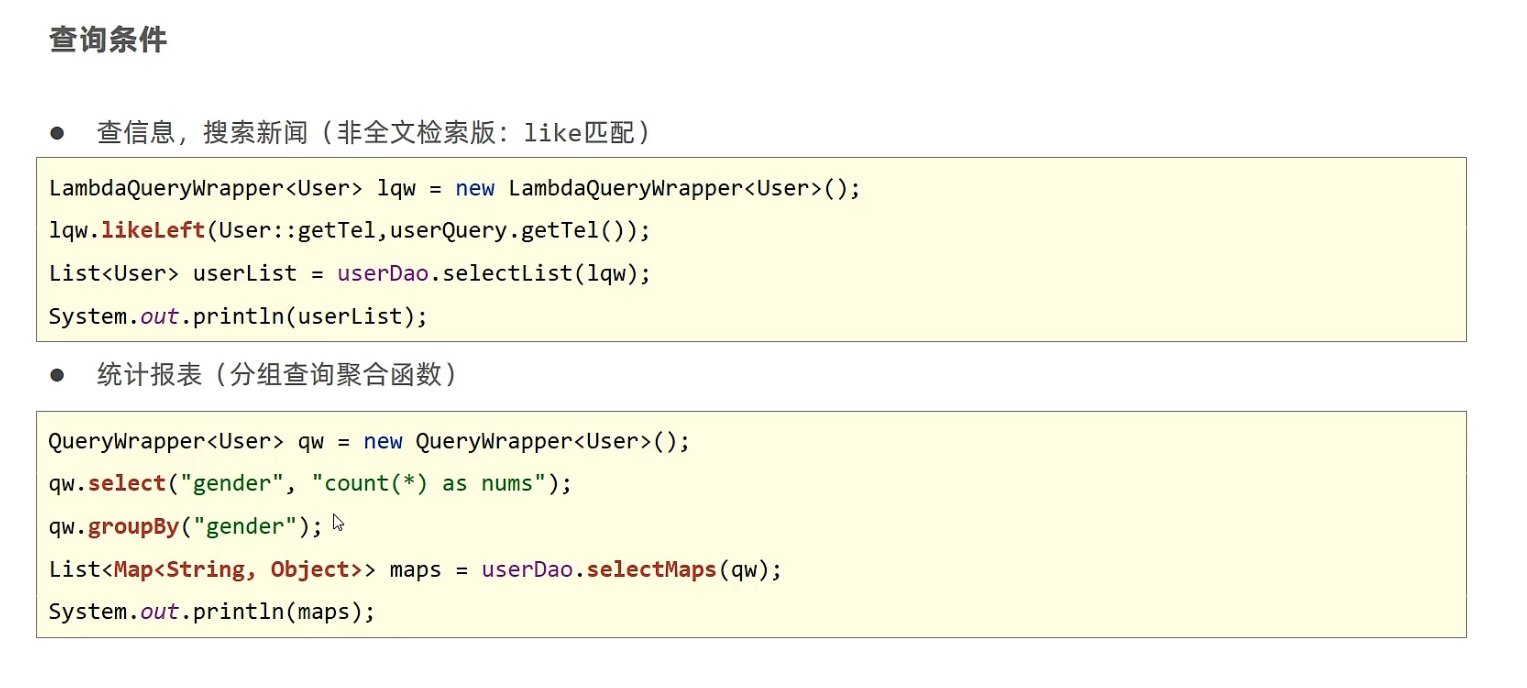 查询条件
● 查信息，搜索新闻（非全文检索版：like匹配）
LambdaQueryWrapper<User> lqw = new LambdaQueryWrapper<User>();
lqw.likeLeft(User::getTel,userQuery.getTel());
List<User> userList = userDao.selectList(lqw);
System.out.println(userList);
● 统计报表（分组查询聚合函数）
QueryWrapper<User> qw = new QueryWrapper<User>();
qw.select("gender", "count(*) as nums");
qw.groupBy("gender");
List<Map<String, Object>> maps = userDao.selectMaps(qw);
System.out.println(maps);